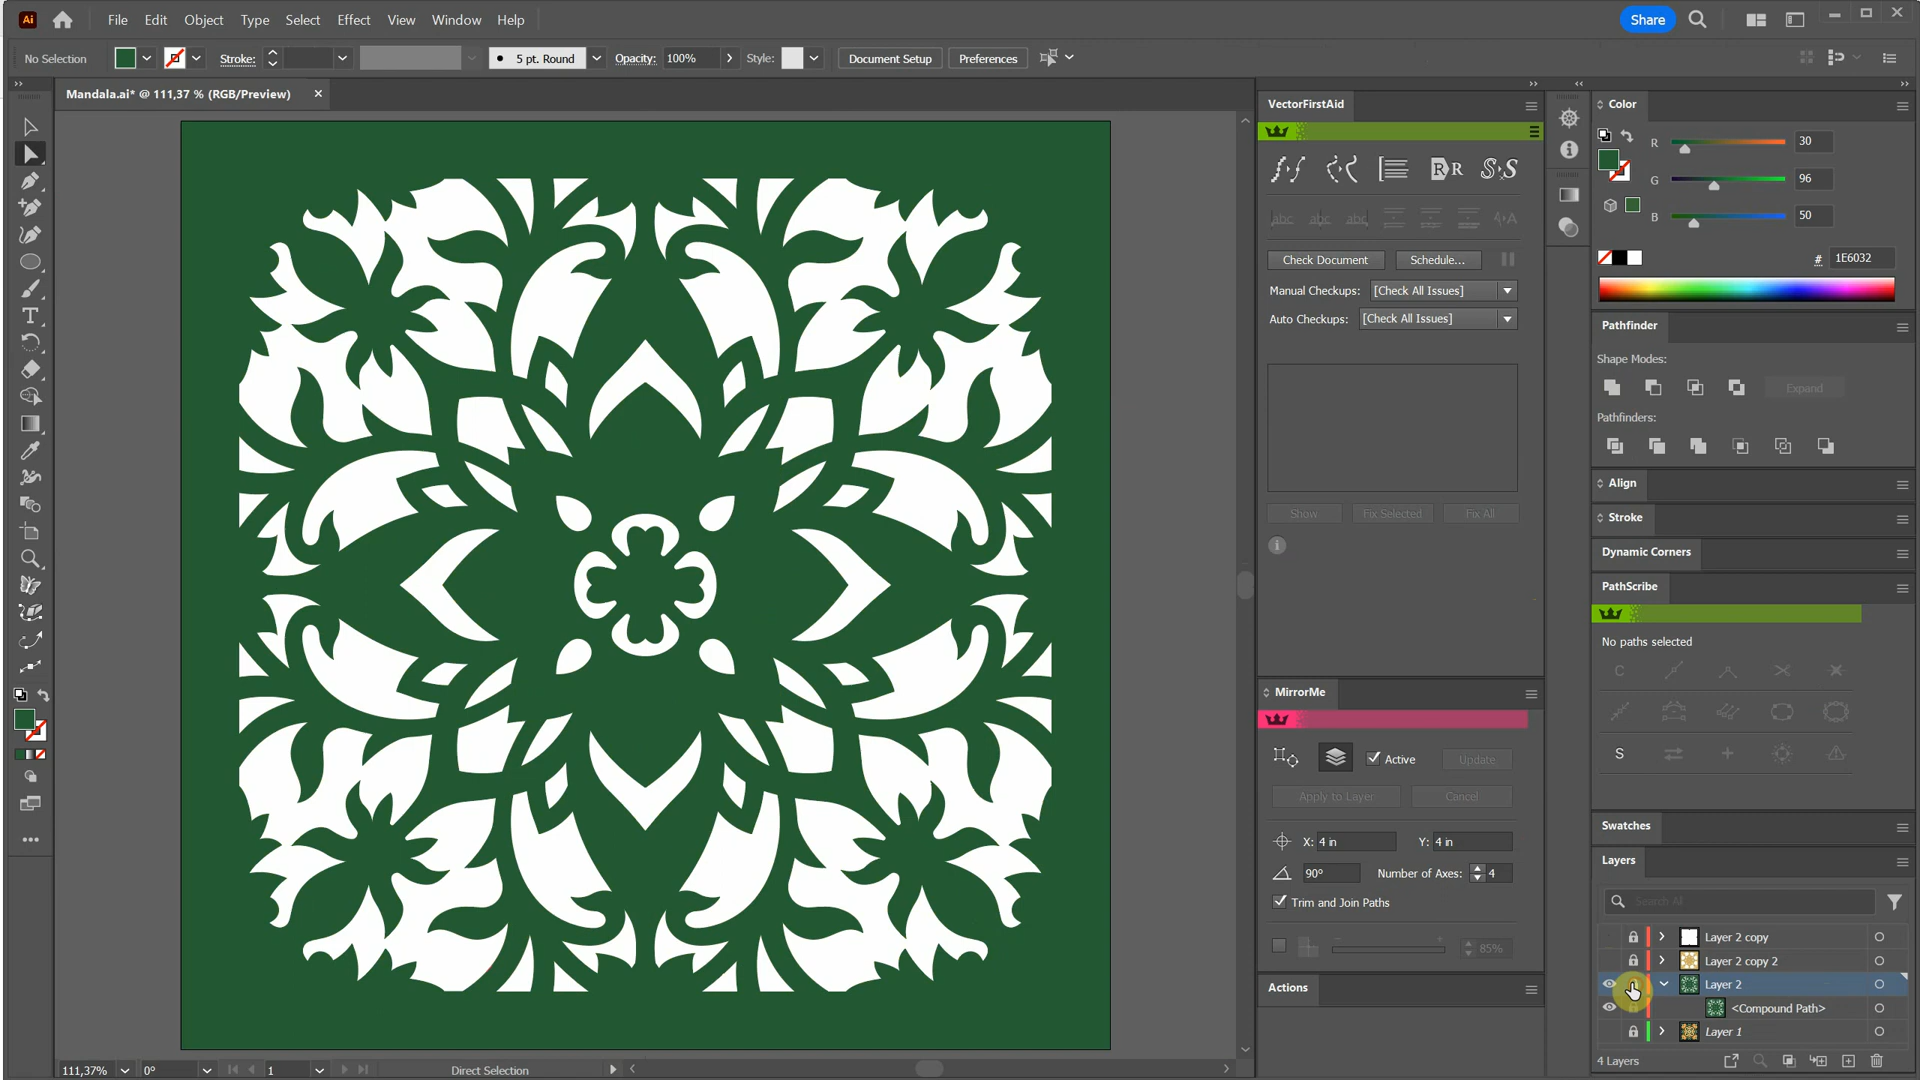 Ai File Edit Object Type Select Effect View Window Help Share
No Selection Stroke: 5 pt. Round Opacity: 100% Style: Document Setup Preferences
Mandala.ai* @ 111,37 % (RGB/Preview)
VectorFirstAid
Check Document Schedule...
Manual Checkups: [Check All Issues]
Auto Checkups: [Check All Issues]
Show Fix Selected Fix All
MirrorMe
Active Update
Apply to Layer Cancel
X: 4 in Y: 4 in
90° Number of Axes: 4
Trim and Join Paths
85%
Actions
Color
R 30
G 96
B 50
# 1E6032
Pathfinder
Shape Modes:
Expand
Pathfinders:
Align
Stroke
Dynamic Corners
PathScribe
No paths selected
Swatches
Layers
Search All
Layer 2 copy
Layer 2 copy 2
Layer 2
<Compound Path>
Layer 1
4 Layers
111,37% 0° 1 Direct Selection